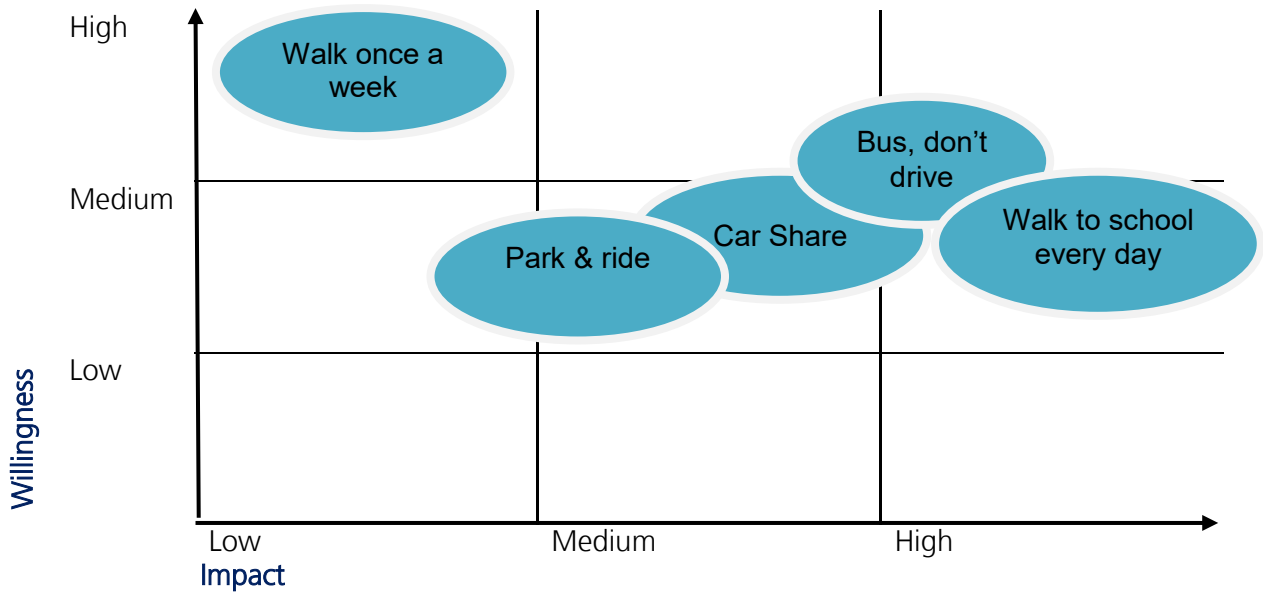 High
Walk once a
week
Bus, don’t
drive
Medium
Walk to school
every day
Car Share
Park & ride
Low
Willingness
Low
Medium
High
Impact